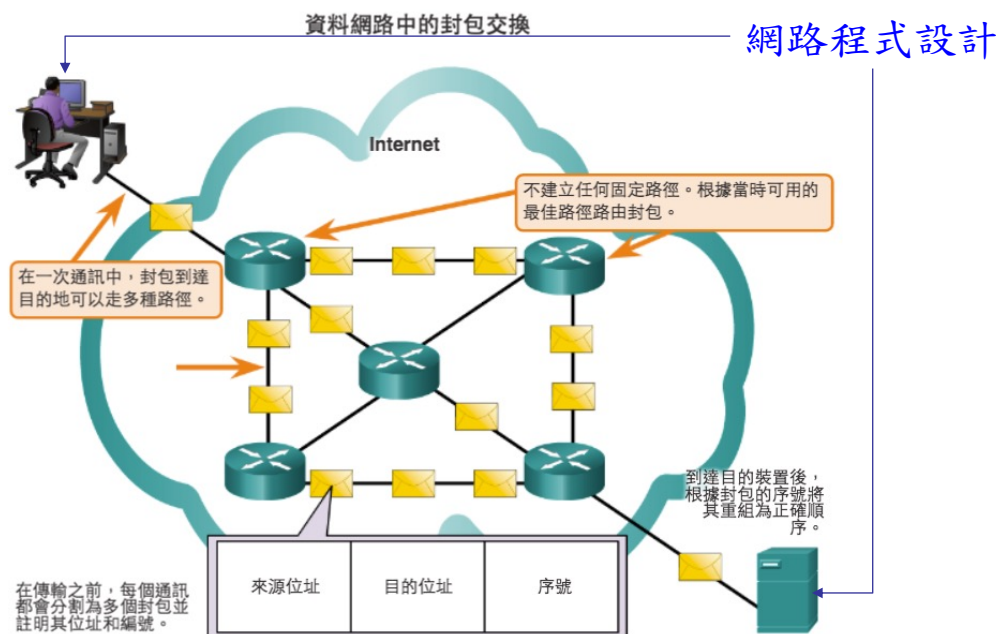 資料網路中的封包交換
網路程式設計
Internet
不建立任何固定路徑。根據當時可用的
最佳路徑路由封包。
在一次通訊中，封包到達
目的地可以走多種路徑。
到達目的裝置後，
根據封包的序號將
其重組為正確順
序。
來源位址
目的位址
序號
在傳輸之前，每個通訊
都會分割為多個封包並
註明其位址和編號。